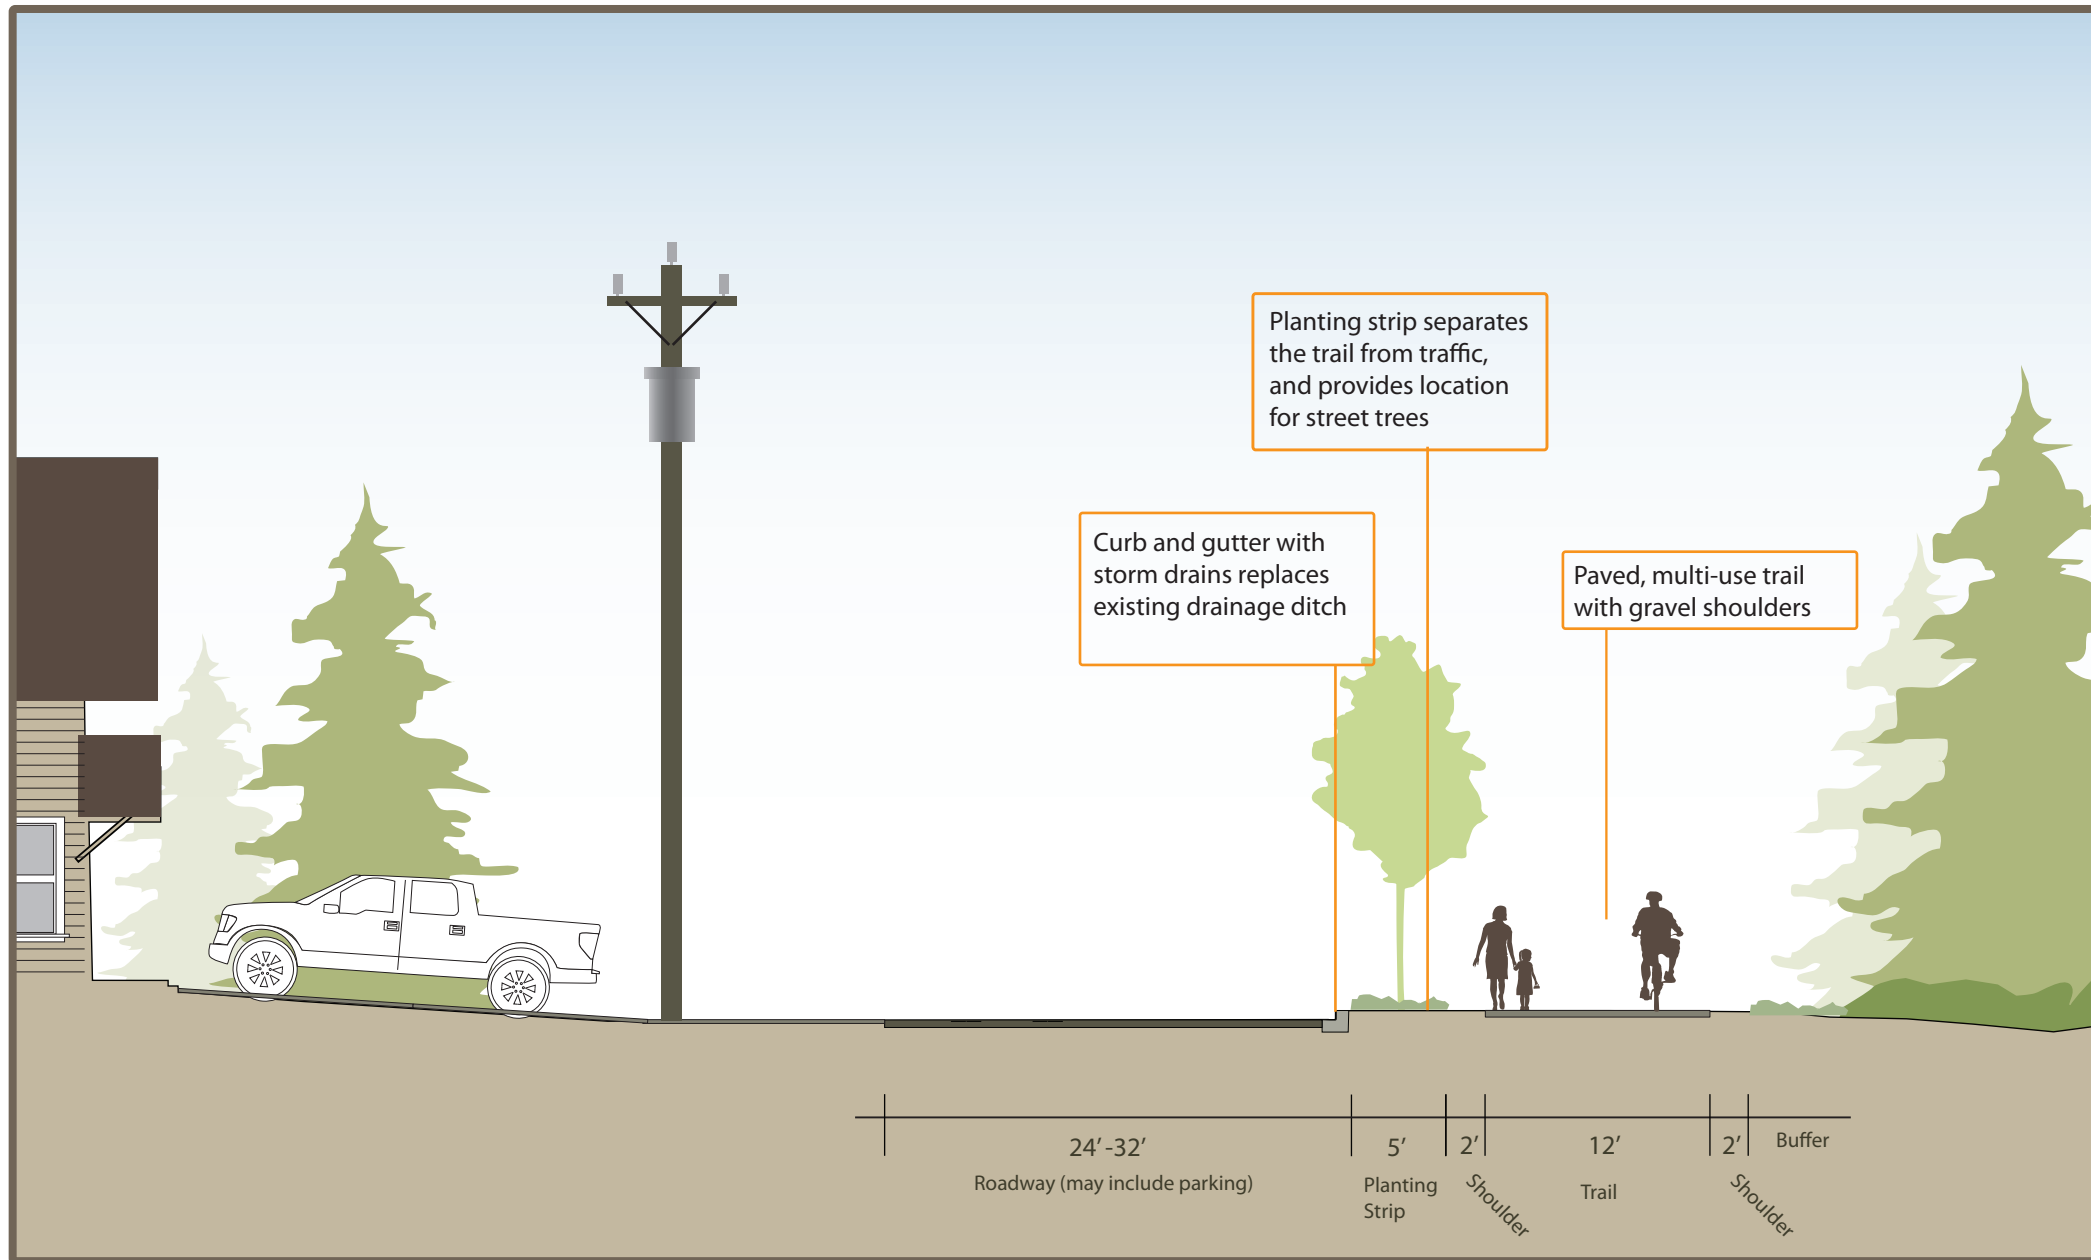 Planting strip separates
the trail from traffic,
and provides location
for street trees
Curb and gutter with
storm drains replaces
existing drainage ditch
Paved, multi-use trail
with gravel shoulders
24′-32′
5′
2′
12′
2′
Buffer
Roadway (may include parking)
Planting
Strip
Shoulder
Trail
Shoulder